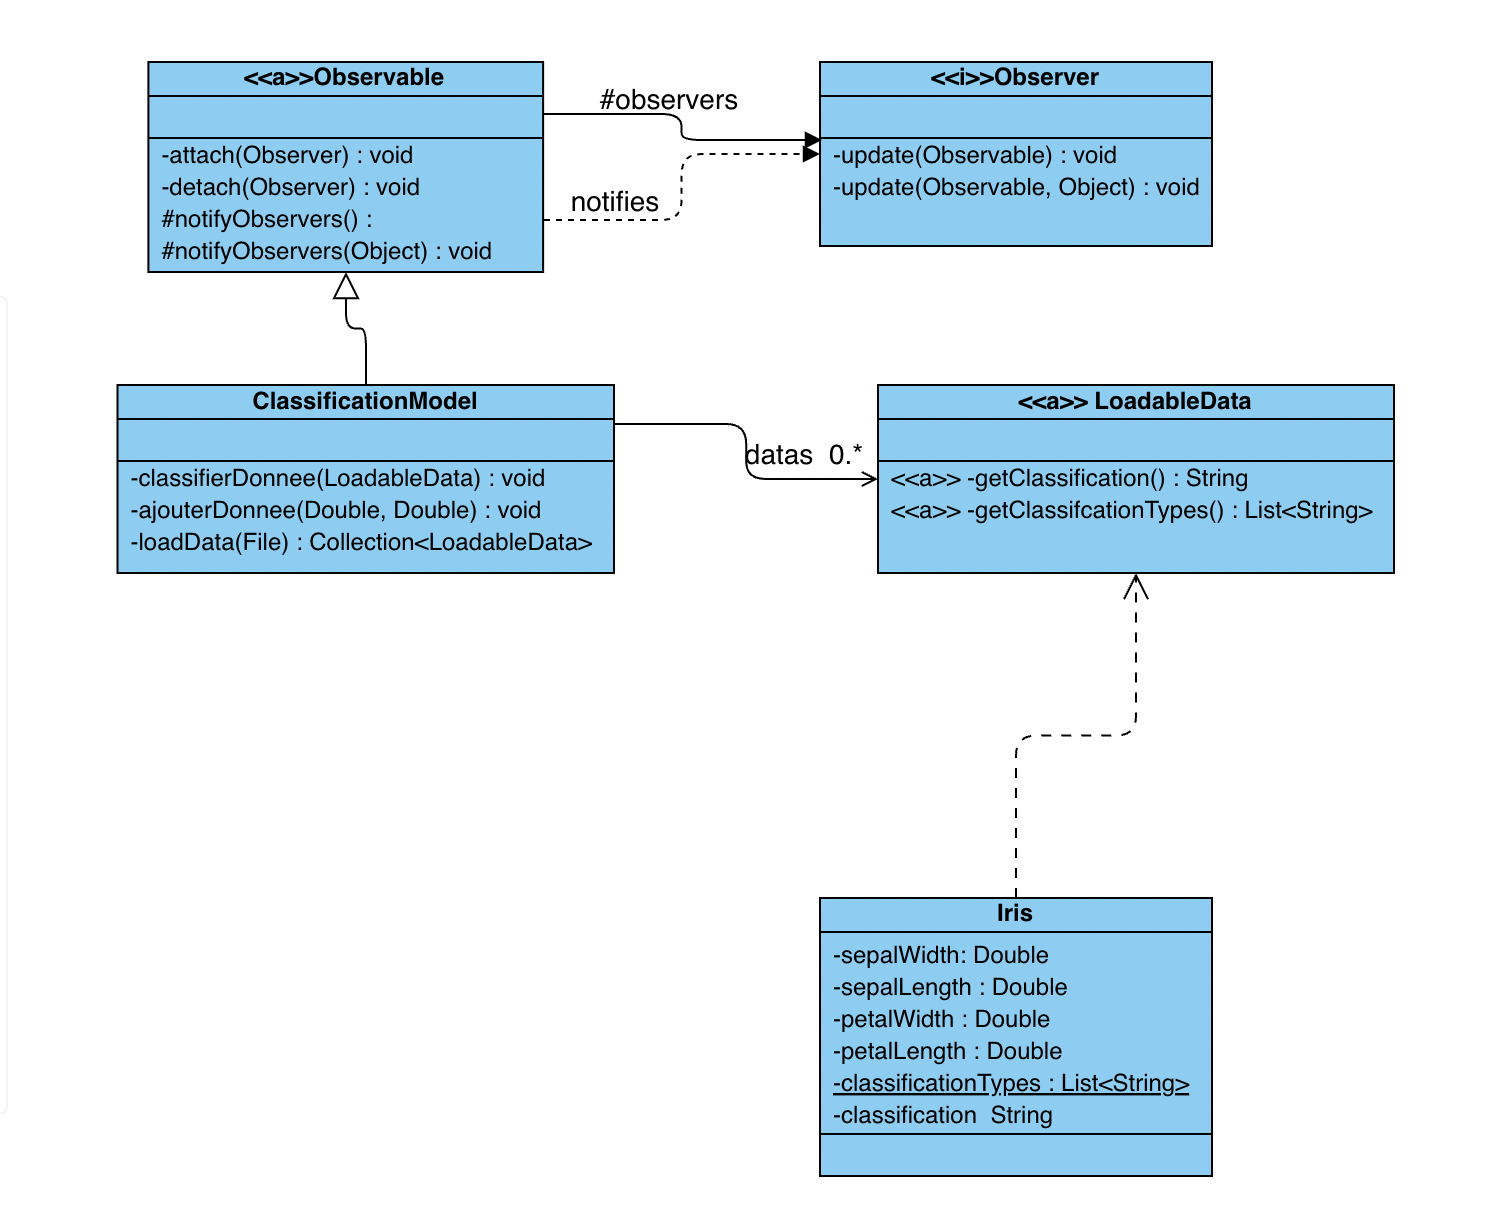 <<a>>Observable
-attach(Observer) : void
-detach(Observer) : void
#notifyObservers() :
#notifyObservers(Object) : void
#observers
notifies
<<i>>Observer
-update(Observable) : void
-update(Observable, Object) : void
ClassificationModel
-classifierDonnee(LoadableData) : void
-ajouterDonnee(Double, Double) : void
-loadData(File) : Collection<LoadableData>
datas 0.*
<<a>> LoadableData
<<a>> -getClassification() : String
<<a>> -getClassifcationTypes() : List<String>
Iris
-sepalWidth: Double
-sepalLength : Double
-petalWidth : Double
-petalLength : Double
-classificationTypes : List<String>
-classification String